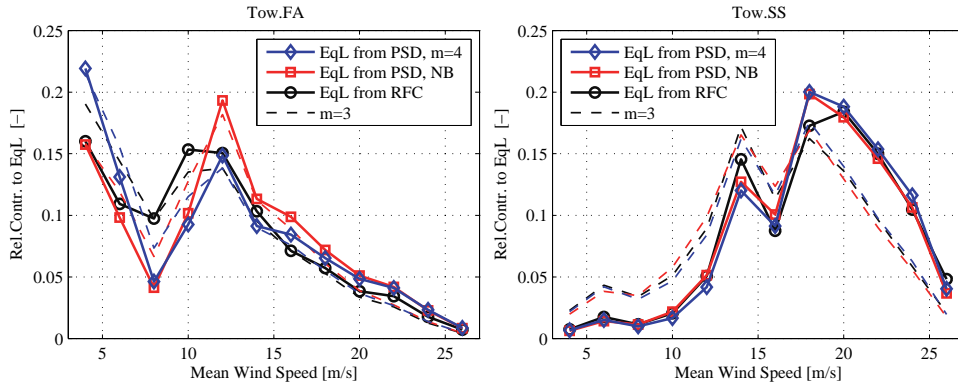 Tow.FA
Rel.Contr. to EqL [−]
0.25
0.2
0.15
0.1
0.05
0
5
10
15
20
25
Mean Wind Speed [m/s]
EqL from PSD, m=4
EqL from PSD, NB
EqL from RFC
m=3
Tow.SS
Rel.Contr. to EqL [−]
0.25
0.2
0.15
0.1
0.05
0
5
10
15
20
25
Mean Wind Speed [m/s]
EqL from PSD, m=4
EqL from PSD, NB
EqL from RFC
m=3